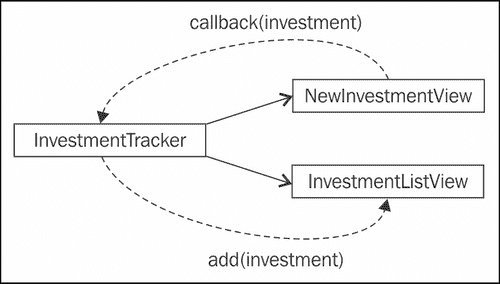 callback(investment)
NewInvestmentView
InvestmentTracker
InvestmentListView
add(investment)